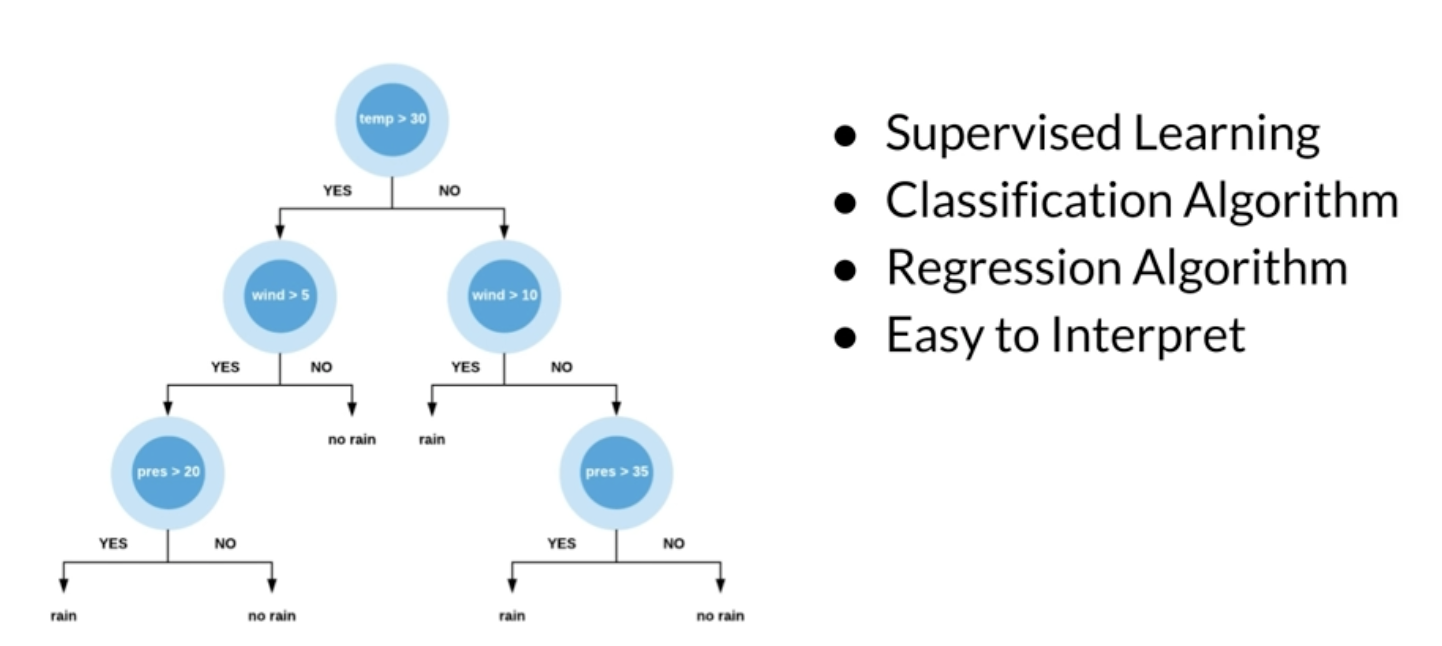 temp > 30
YES
NO
wind > 5
wind > 10
YES
NO
YES
NO
no rain
rain
pres > 20
pres > 35
YES
NO
YES
NO
rain
no rain
rain
no rain
● Supervised Learning
● Classification Algorithm
● Regression Algorithm
● Easy to Interpret